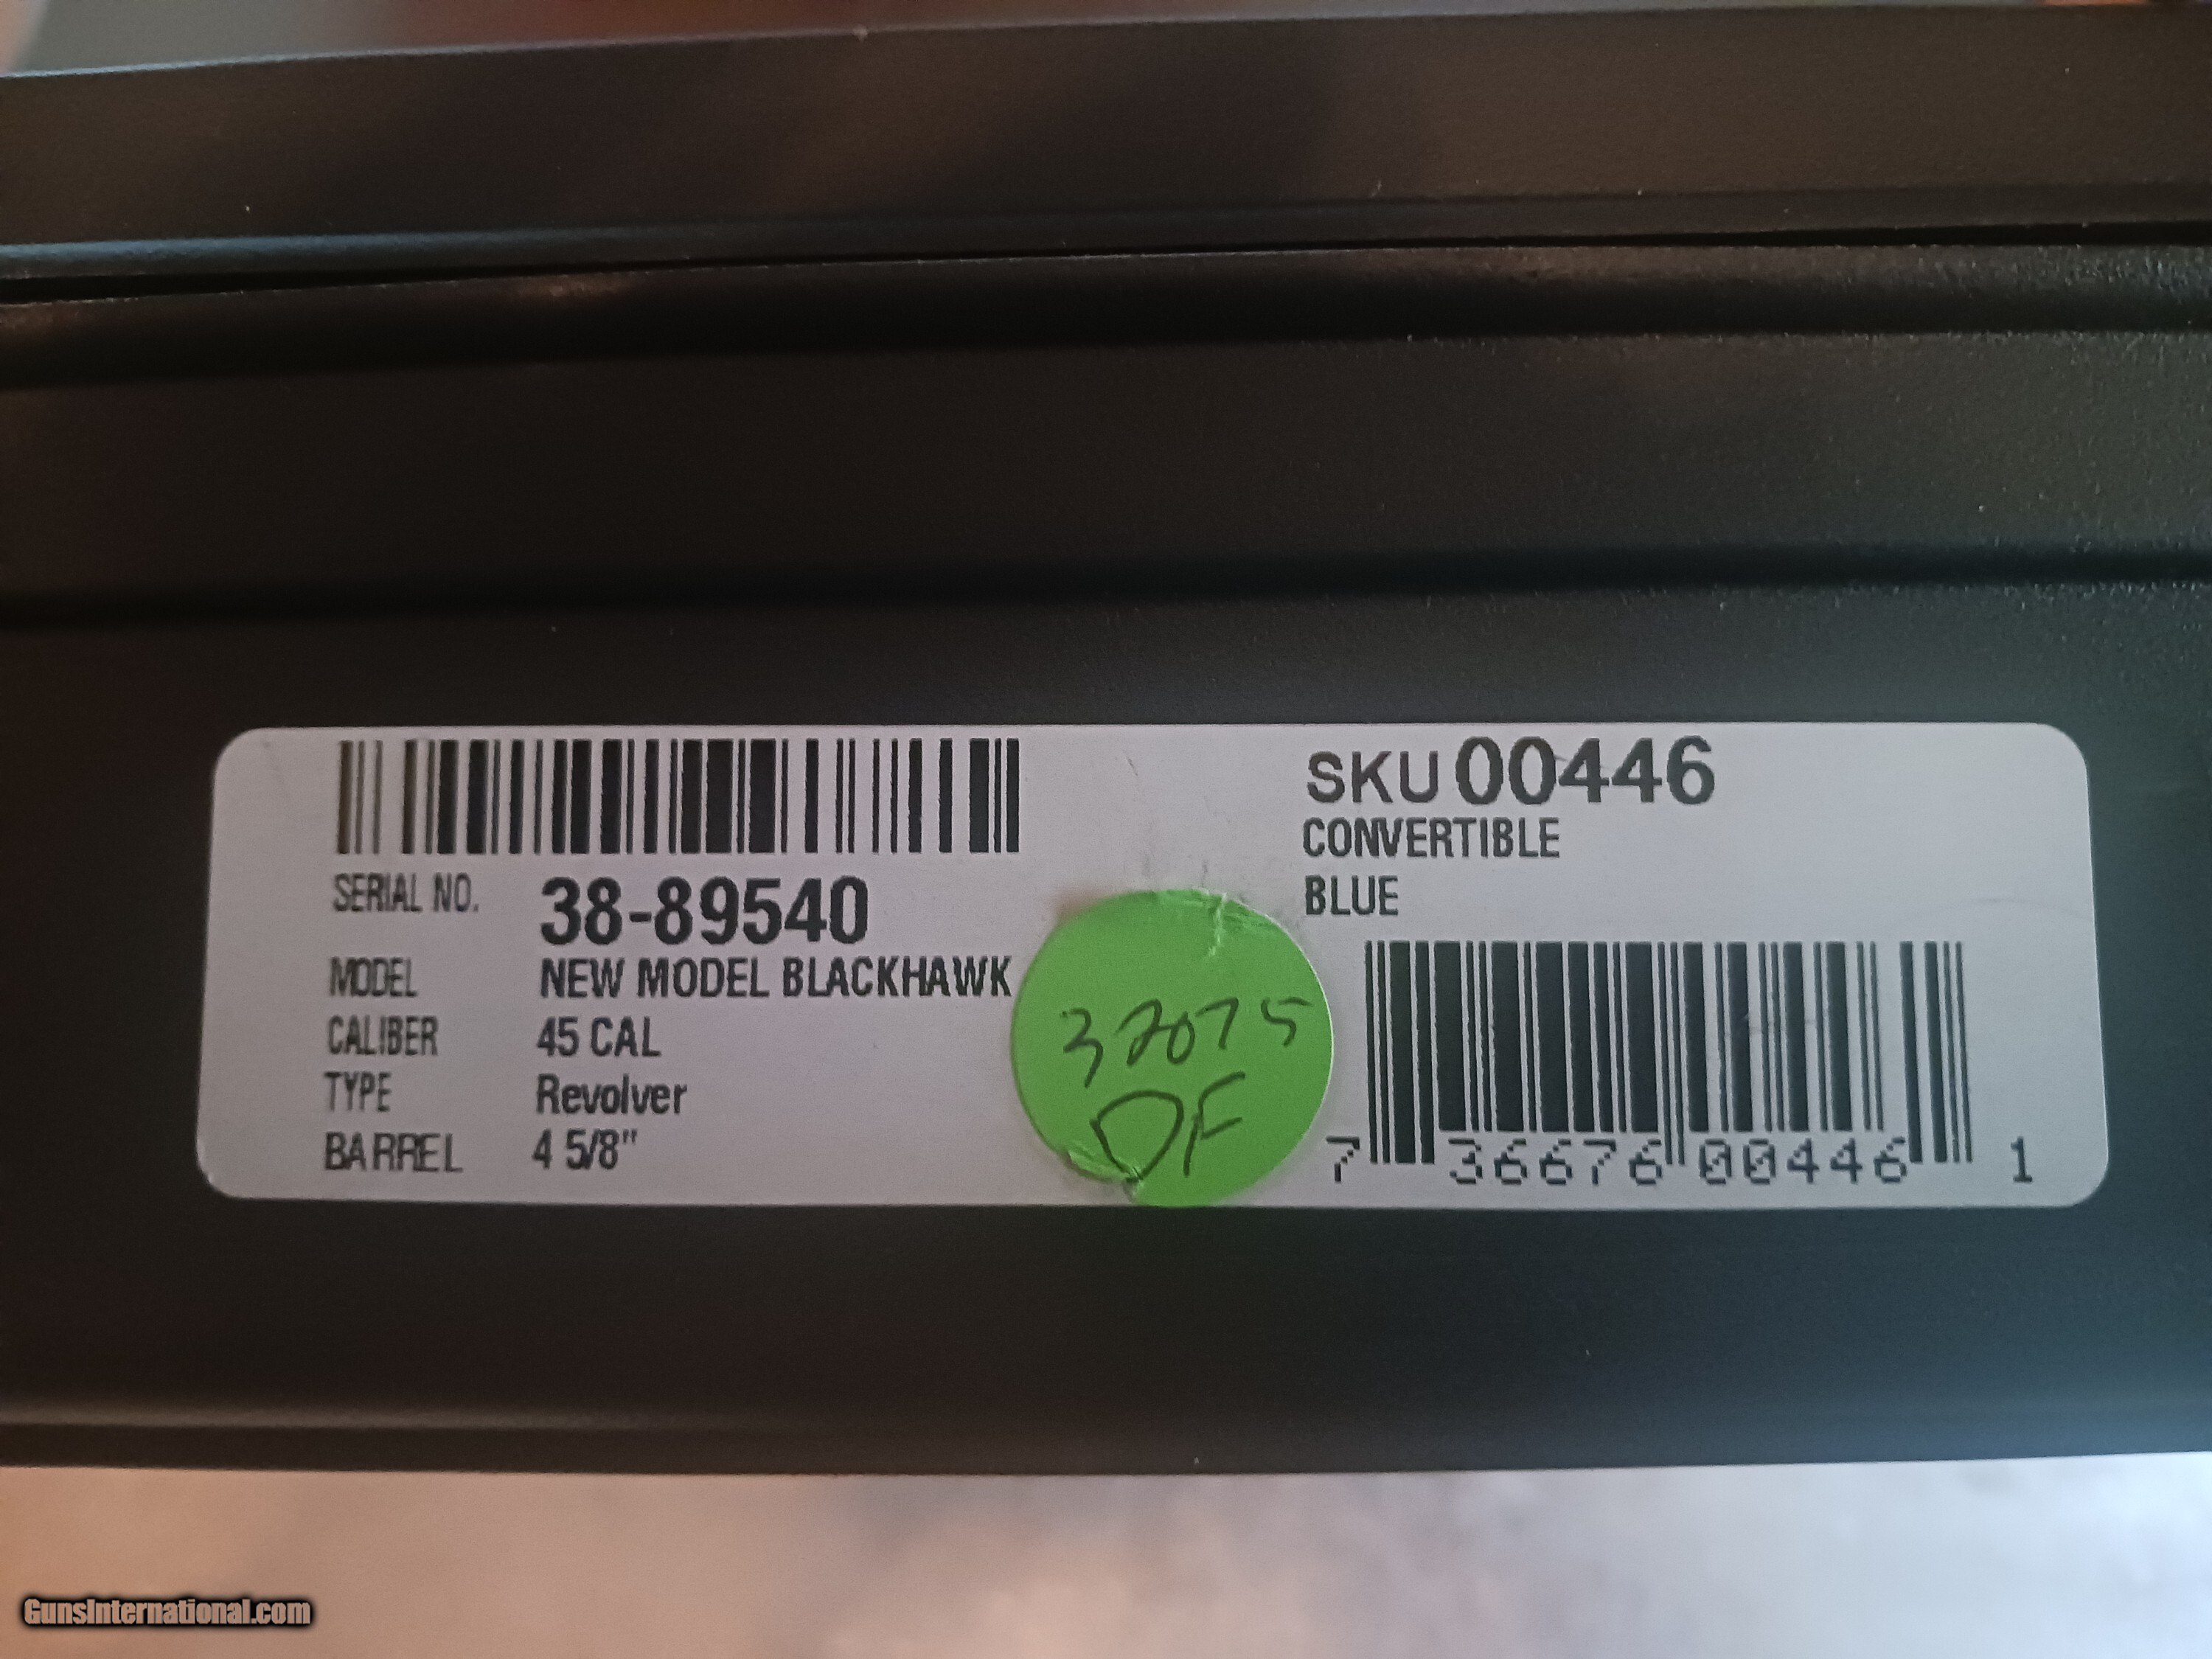 SERIAL NO. 38-89540
MODEL NEW MODEL BLACKHAWK
CALIBER 45 CAL
TYPE Revolver
BARREL 4 5/8"
32075
DF
SKU 00446
CONVERTIBLE
BLUE
7 36676 00446 1
GunsInternational.com